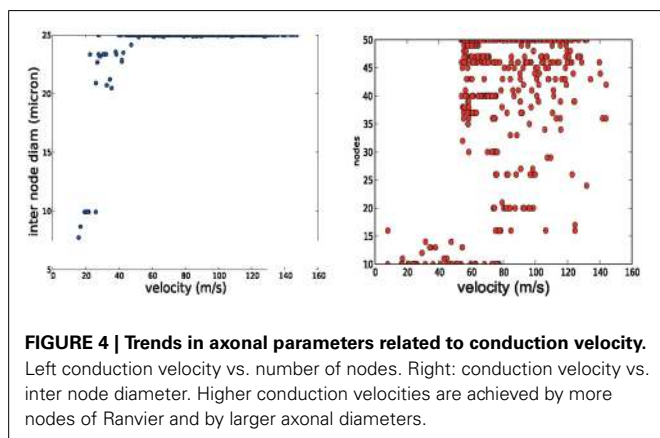 25
20
15
10
5
inter node diam (micron)
0 20 40 60 80 100 120 140 160
velocity (m/s)
50
45
40
35
30
25
20
15
10
nodes
0 20 40 60 80 100 120 140 160
velocity (m/s)
FIGURE 4 | Trends in axonal parameters related to conduction velocity.
Left conduction velocity vs. number of nodes. Right: conduction velocity vs.
inter node diameter. Higher conduction velocities are achieved by more
nodes of Ranvier and by larger axonal diameters.